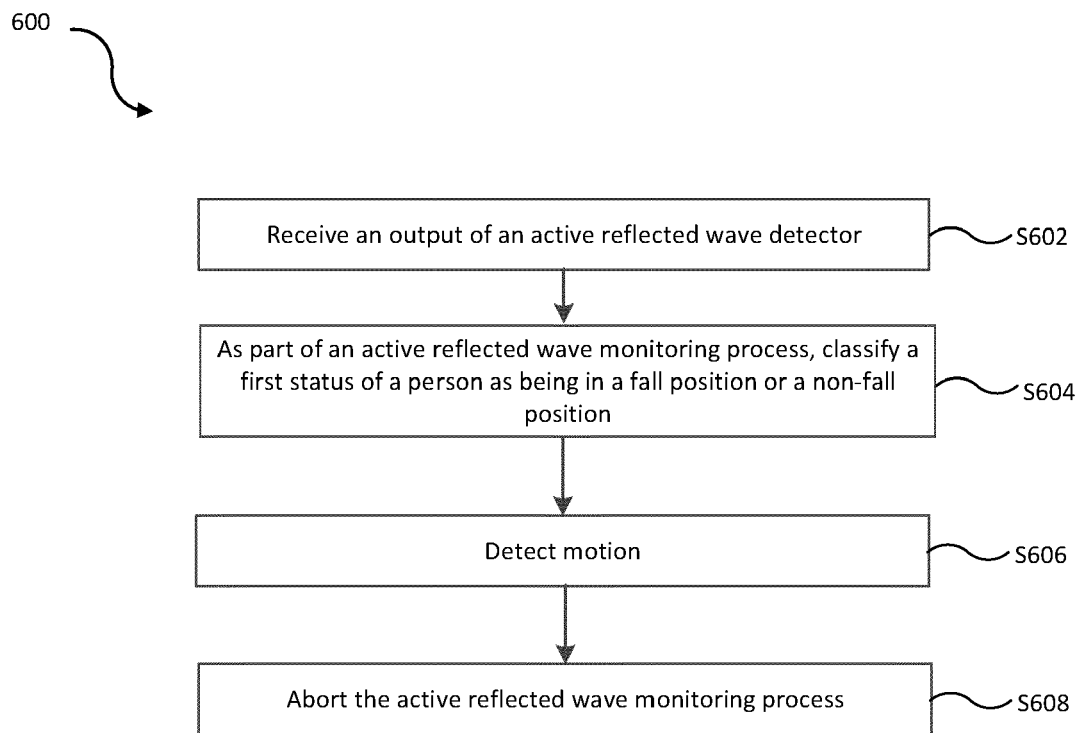 600
Receive an output of an active reflected wave detector
S602
As part of an active reflected wave monitoring process, classify a
first status of a person as being in a fall position or a non-fall
position
S604
Detect motion
S606
Abort the active reflected wave monitoring process
S608